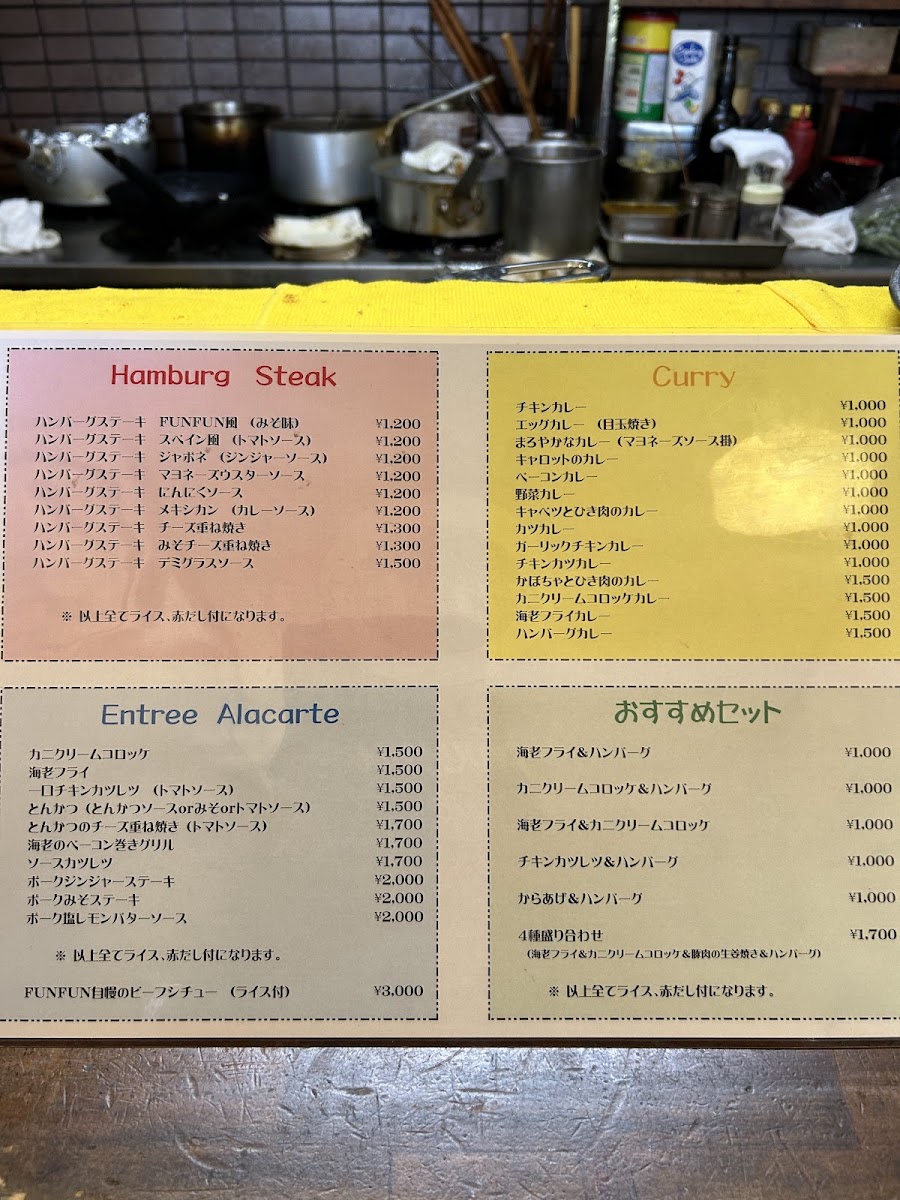 Hamburg Steak
ハンバーグステーキ FUNFUN風 (みそ味) ¥1,200
ハンバーグステーキ スペイン風 (トマトソース) ¥1,200
ハンバーグステーキ ジャポネ (ジンジャーソース) ¥1,200
ハンバーグステーキ マヨネーズウスターソース ¥1,200
ハンバーグステーキ にんにくソース ¥1,200
ハンバーグステーキ メキシカン (カレーソース) ¥1,200
ハンバーグステーキ チーズ重ね焼き ¥1,300
ハンバーグステーキ みそチーズ重ね焼き ¥1,300
ハンバーグステーキ デミグラスソース ¥1,500
※ 以上全てライス、赤だし付になります。
Curry
チキンカレー ¥1,000
エッグカレー (目玉焼き) ¥1,000
まろやかなカレー (マヨネーズソース掛) ¥1,000
キャロットのカレー ¥1,000
ベーコンカレー ¥1,000
野菜カレー ¥1,000
キャベツとひき肉のカレー ¥1,000
カツカレー ¥1,000
ガーリックチキンカレー ¥1,000
チキンカツカレー ¥1,000
かぼちゃとひき肉のカレー ¥1,500
カニクリームコロッケカレー ¥1,500
海老フライカレー ¥1,500
ハンバーグカレー ¥1,500
Entree Alacarte
カニクリームコロッケ ¥1,500
海老フライ ¥1,500
一口チキンカツレツ (トマトソース) ¥1,500
とんかつ (とんかつソースorみそorトマトソース) ¥1,500
とんかつのチーズ重ね焼き (トマトソース) ¥1,700
海老のベーコン巻きグリル ¥1,700
ソースカツレツ ¥1,700
ポークジンジャーステーキ ¥2,000
ポークみそステーキ ¥2,000
ポーク塩レモンバターソース ¥2,000
※ 以上全てライス、赤だし付になります。
FUNFUN自慢のビーフシチュー (ライス付) ¥3,000
おすすめセット
海老フライ&ハンバーグ ¥1,000
カニクリームコロッケ&ハンバーグ ¥1,000
海老フライ&カニクリームコロッケ ¥1,000
チキンカツレツ&ハンバーグ ¥1,000
からあげ&ハンバーグ ¥1,000
4種盛り合わせ ¥1,700
(海老フライ&カニクリームコロッケ&豚肉の生姜焼き&ハンバーグ)
※ 以上全てライス、赤だし付になります。